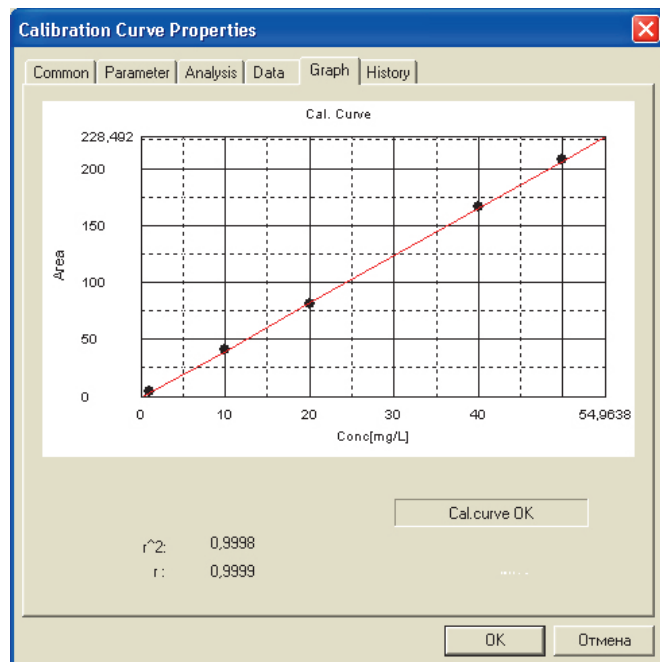 Calibration Curve Properties
Common Parameter Analysis Data Graph History
Cal. Curve
228,492
200
150
100
50
0
Area
0 10 20 30 40 54,9638
Conc[mg/L]
Cal.curve OK
r^2: 0,9998
r: 0,9999
OK Отмена